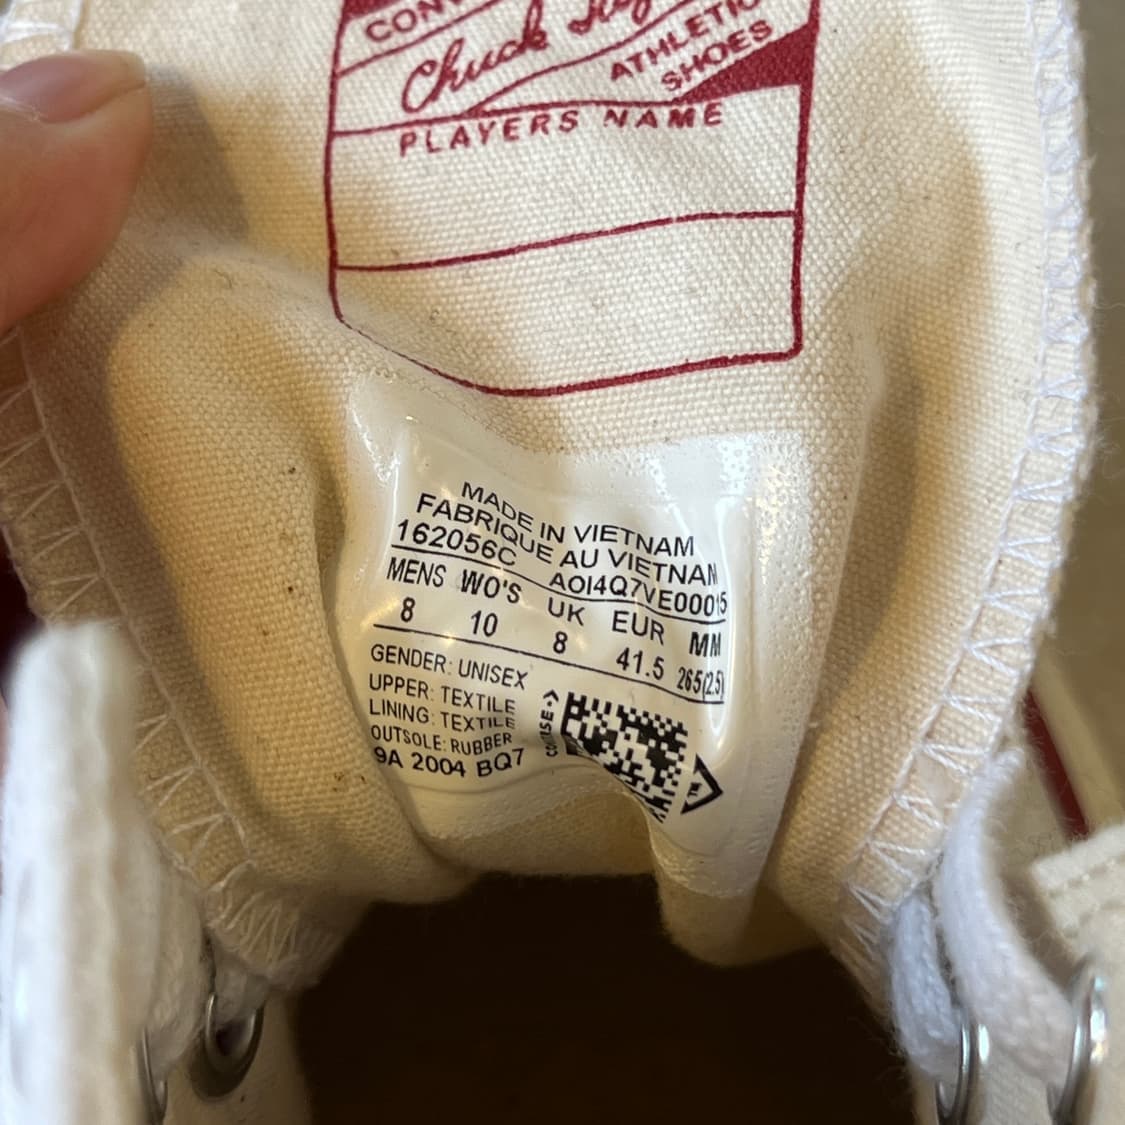 CONV
Chuck
ATHLETIC
SHOES
PLAYERS NAME
MADE IN VIETNAM
FABRIQUE AU VIETNAM
162056C AOI4Q7VE00015
MENS WO'S UK EUR MM
8 10 8 41.5 265(2.5)
GENDER: UNISEX
UPPER: TEXTILE
LINING: TEXTILE
OUTSOLE: RUBBER
9A 2004 BQ7
CONVERSE
TM